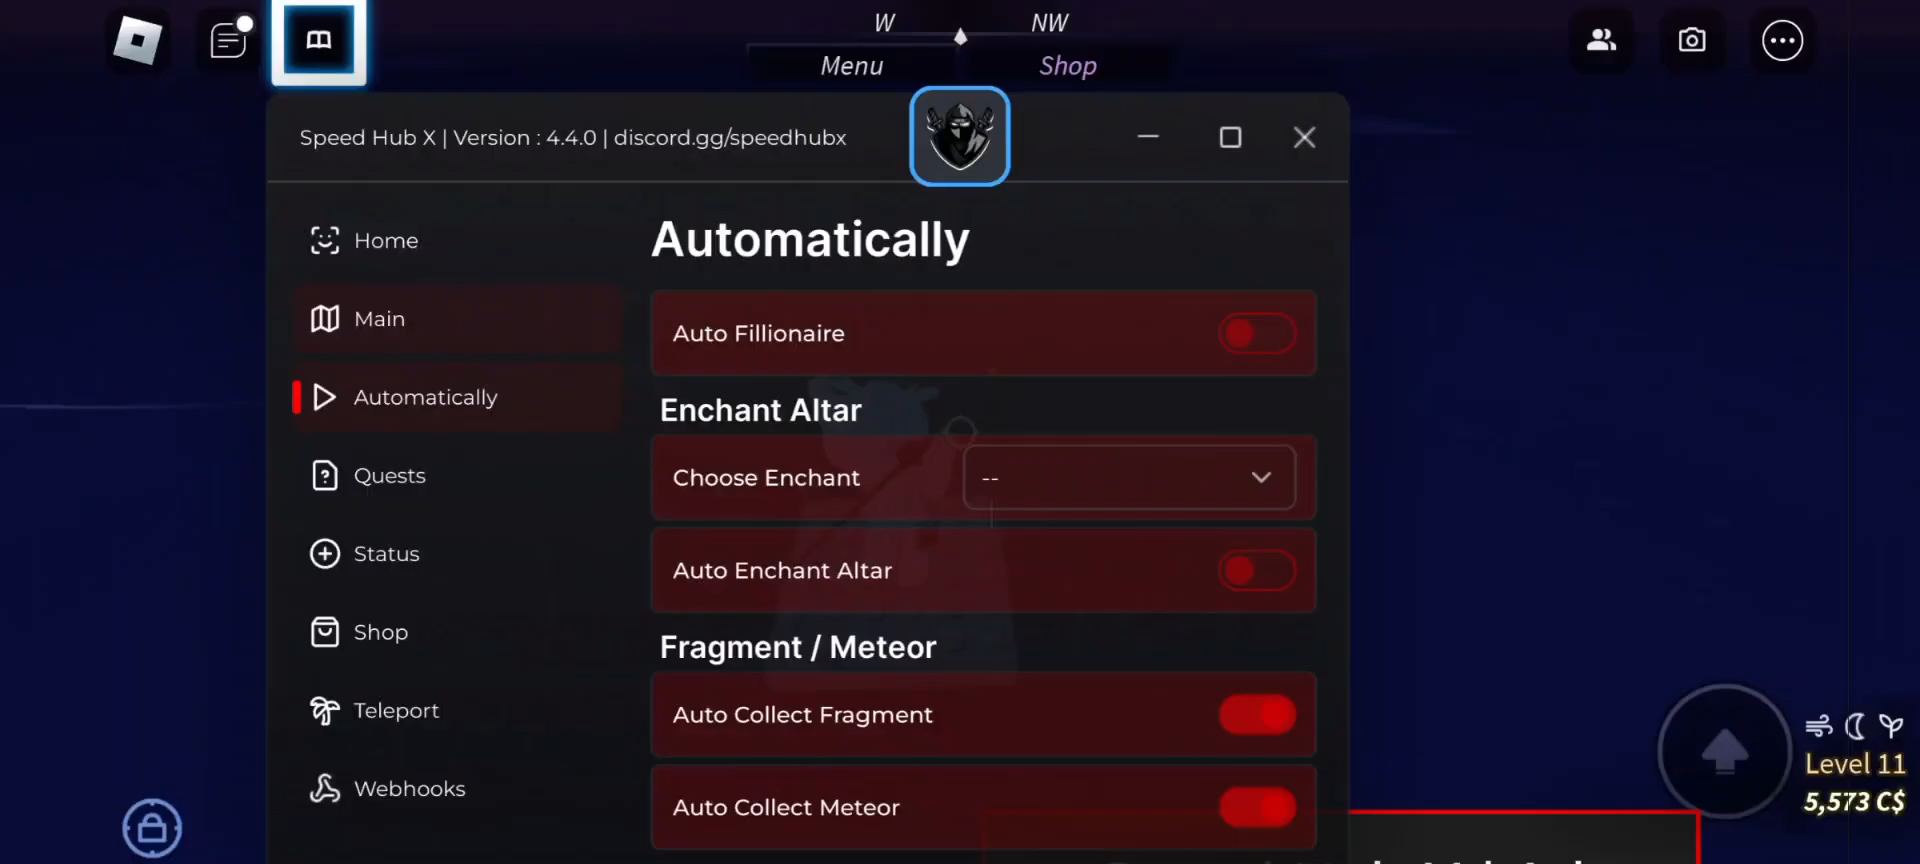 W NW
Menu Shop
Speed Hub X | Version : 4.4.0 | discord.gg/speedhubx
Home
Main
Automatically
Quests
Status
Shop
Teleport
Webhooks
Automatically
Auto Fillionaire
Enchant Altar
Choose Enchant --
Auto Enchant Altar
Fragment / Meteor
Auto Collect Fragment
Auto Collect Meteor
Level 11
5,573 C$